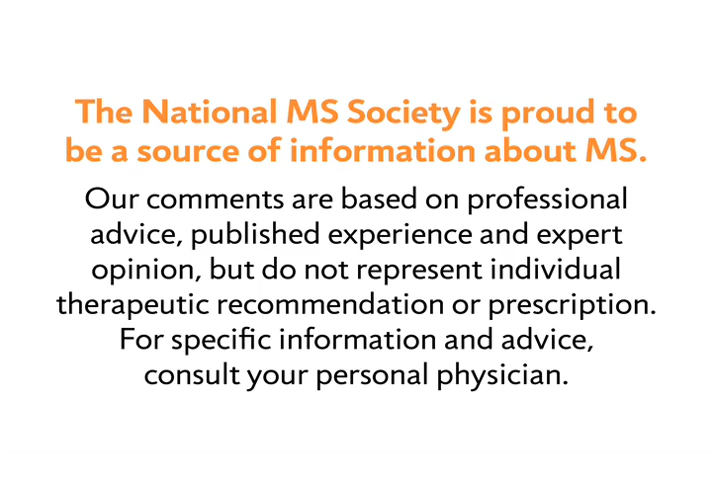 The National MS Society is proud to
be a source of information about MS.
Our comments are based on professional
advice, published experience and expert
opinion, but do not represent individual
therapeutic recommendation or prescription.
For specific information and advice,
consult your personal physician.